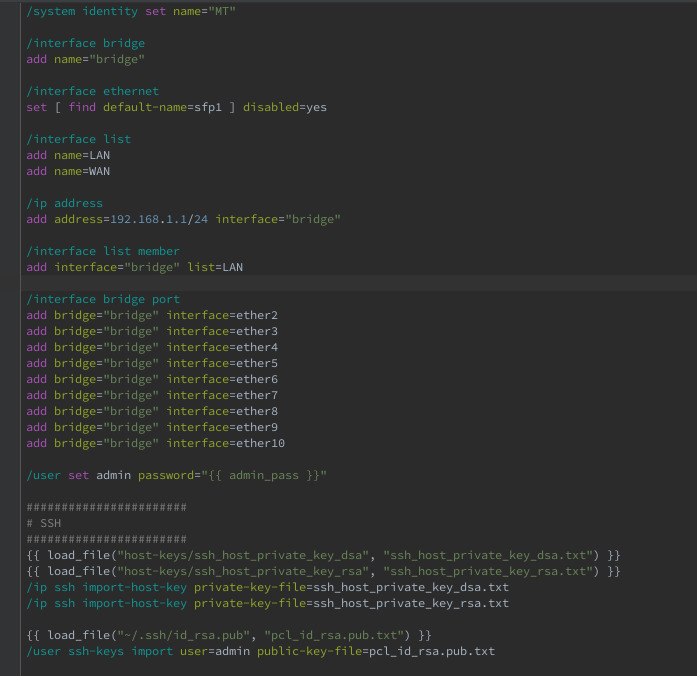 /system identity set name="MT"
/interface bridge
add name="bridge"
/interface ethernet
set [ find default-name=sfp1 ] disabled=yes
/interface list
add name=LAN
add name=WAN
/ip address
add address=192.168.1.1/24 interface="bridge"
/interface list member
add interface="bridge" list=LAN
/interface bridge port
add bridge="bridge" interface=ether2
add bridge="bridge" interface=ether3
add bridge="bridge" interface=ether4
add bridge="bridge" interface=ether5
add bridge="bridge" interface=ether6
add bridge="bridge" interface=ether7
add bridge="bridge" interface=ether8
add bridge="bridge" interface=ether9
add bridge="bridge" interface=ether10
/user set admin password="{{ admin_pass }}"
#######################
# SSH
#######################
{{ load_file("host-keys/ssh_host_private_key_dsa", "ssh_host_private_key_dsa.txt") }}
{{ load_file("host-keys/ssh_host_private_key_rsa", "ssh_host_private_key_rsa.txt") }}
/ip ssh import-host-key private-key-file=ssh_host_private_key_dsa.txt
/ip ssh import-host-key private-key-file=ssh_host_private_key_rsa.txt
{{ load_file("~/.ssh/id_rsa.pub", "pcl_id_rsa.pub.txt") }}
/user ssh-keys import user=admin public-key-file=pcl_id_rsa.pub.txt